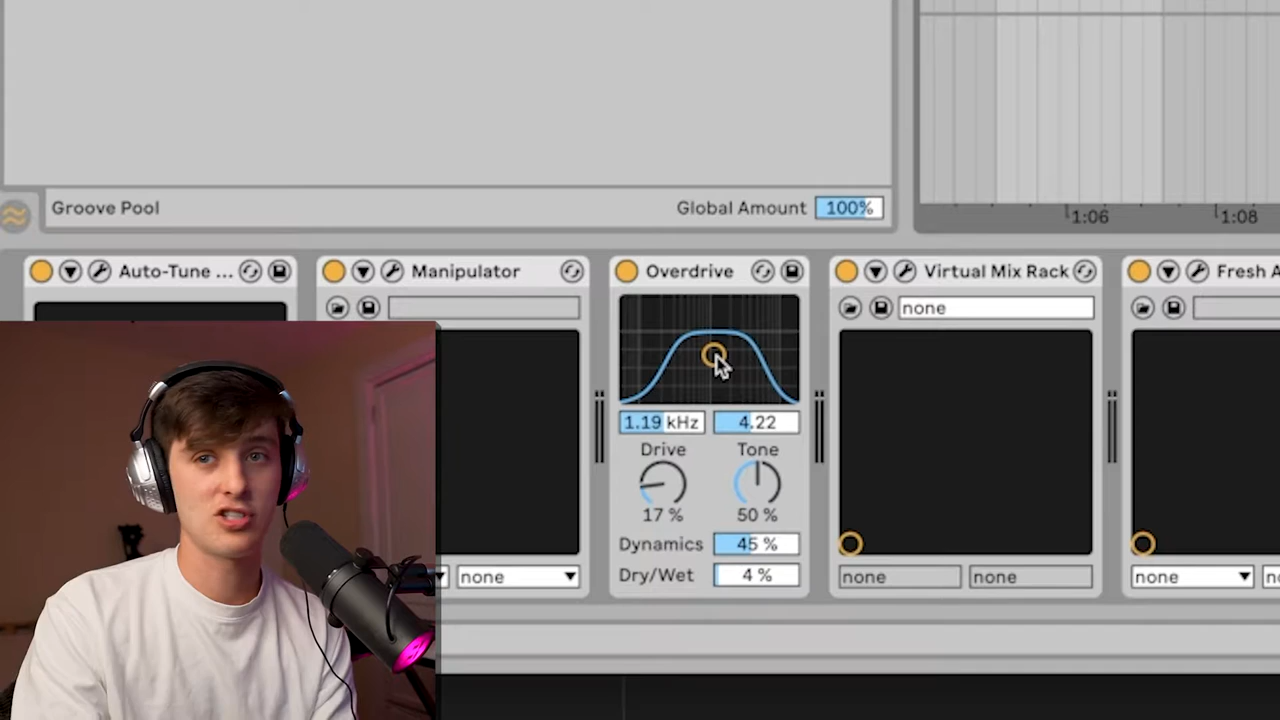 Groove Pool
Global Amount 100%
1:06 1:08
Auto-Tune ...
Manipulator
Overdrive
Virtual Mix Rack
Fresh A
none
1.19 kHz 4.22
Drive Tone
17 % 50 %
Dynamics 45 %
Dry/Wet 4 %
none
none
none
none